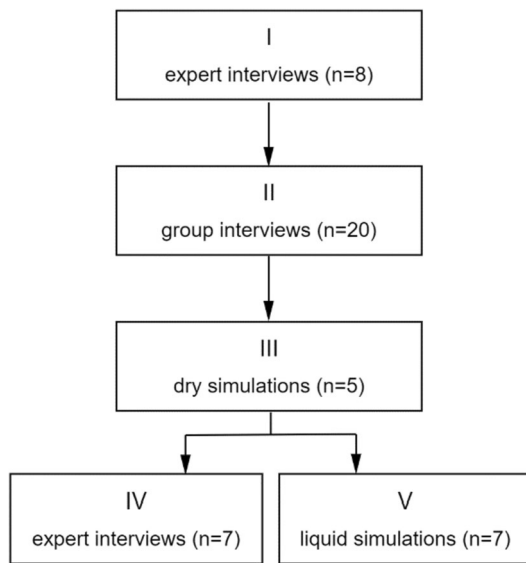 I
expert interviews (n=8)
II
group interviews (n=20)
III
dry simulations (n=5)
IV
expert interviews (n=7)
V
liquid simulations (n=7)